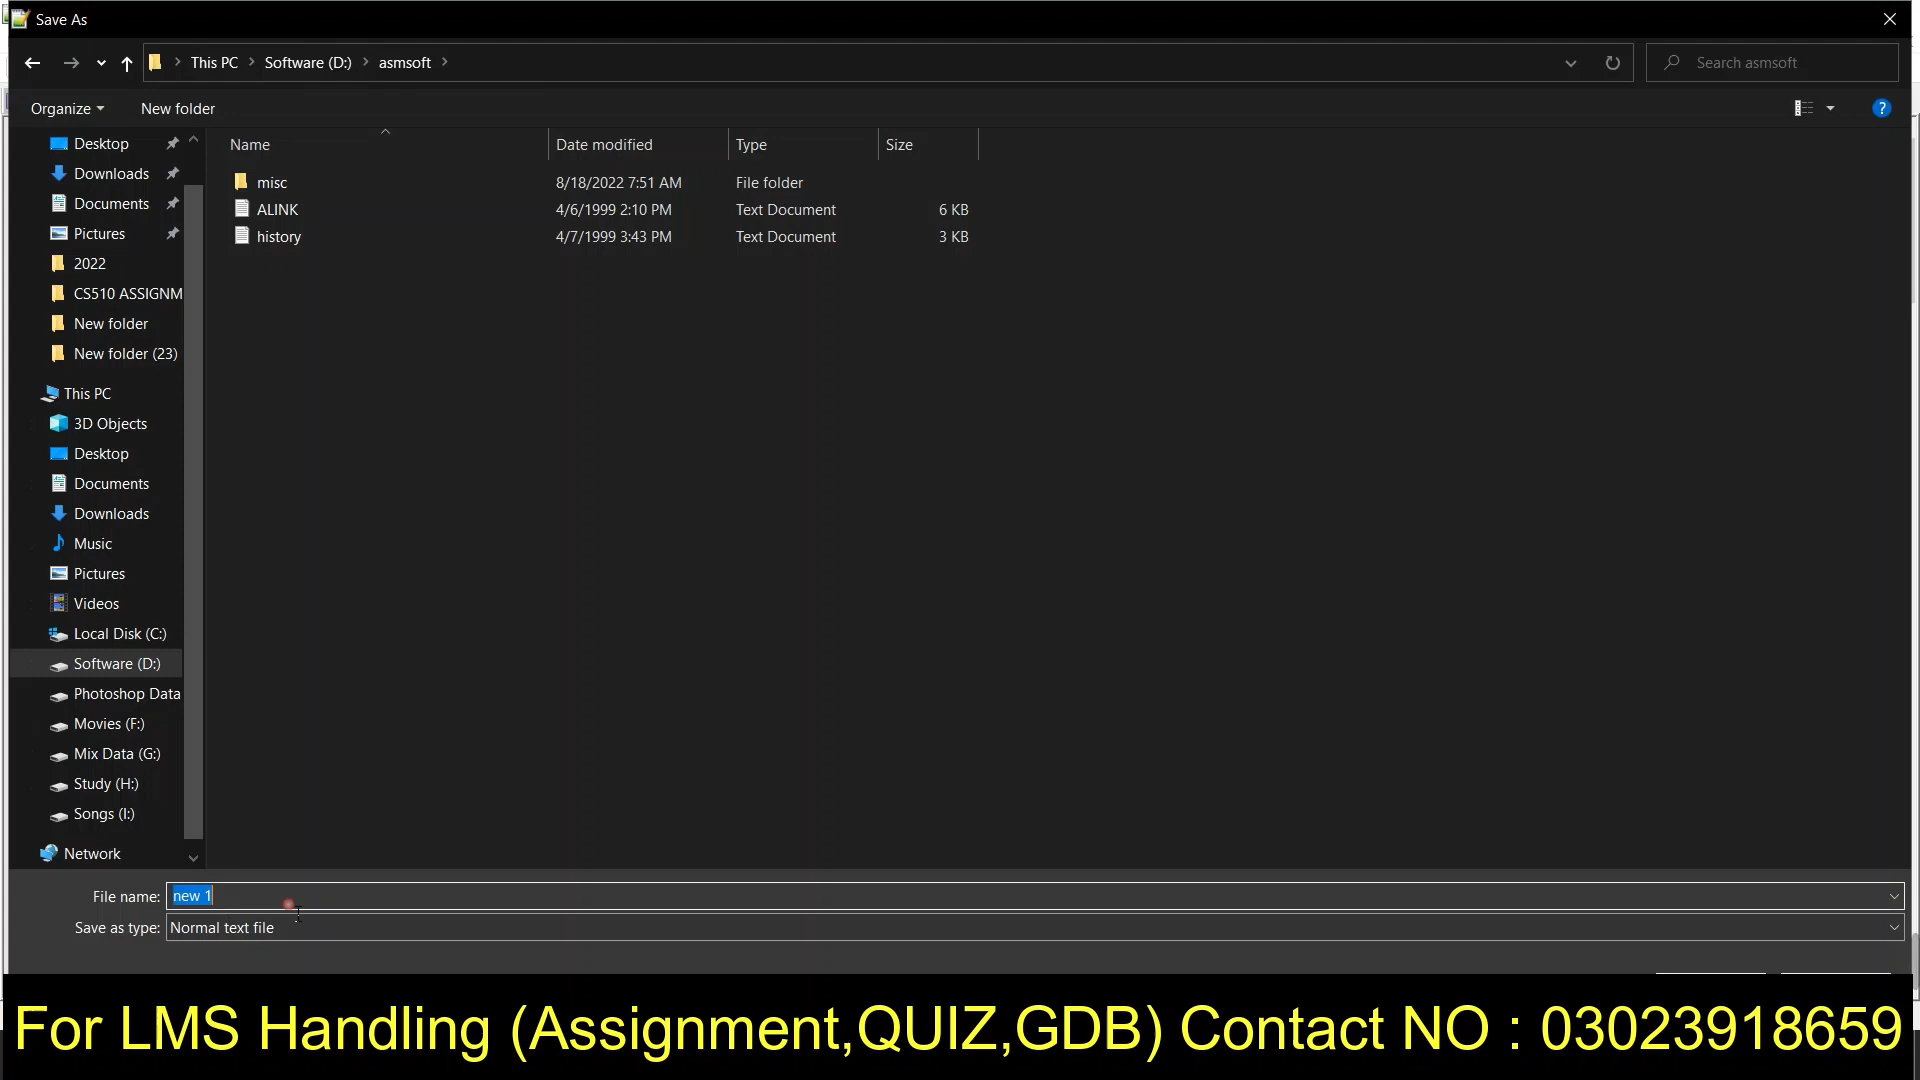 Save As
This PC > Software (D:) > asmsoft >
Search asmsoft
Organize
New folder
?
Name Date modified Type Size
misc 8/18/2022 7:51 AM File folder
ALINK 4/6/1999 2:10 PM Text Document 6 KB
history 4/7/1999 3:43 PM Text Document 3 KB
Desktop
Downloads
Documents
Pictures
2022
CS510 ASSIGNM
New folder
New folder (23)
This PC
3D Objects
Desktop
Documents
Downloads
Music
Pictures
Videos
Local Disk (C:)
Software (D:)
Photoshop Data
Movies (F:)
Mix Data (G:)
Study (H:)
Songs (I:)
Network
File name: new 1
Save as type: Normal text file
For LMS Handling (Assignment,QUIZ,GDB) Contact NO : 03023918659